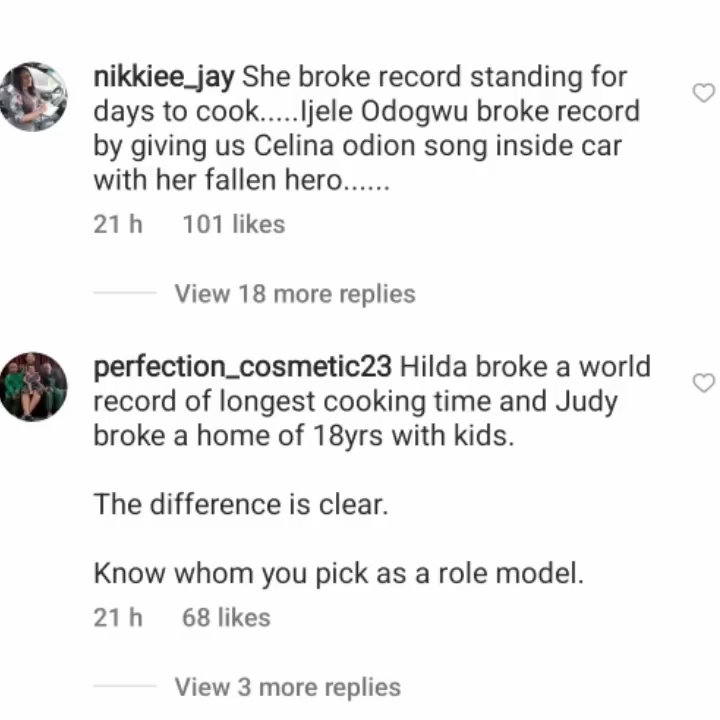 nikkiee_jay She broke record standing for
days to cook.....Ijele Odogwu broke record
by giving us Celina odion song inside car
with her fallen hero......
21 h 101 likes
View 18 more replies
perfection_cosmetic23 Hilda broke a world
record of longest cooking time and Judy
broke a home of 18yrs with kids.
The difference is clear.
Know whom you pick as a role model.
21 h 68 likes
View 3 more replies